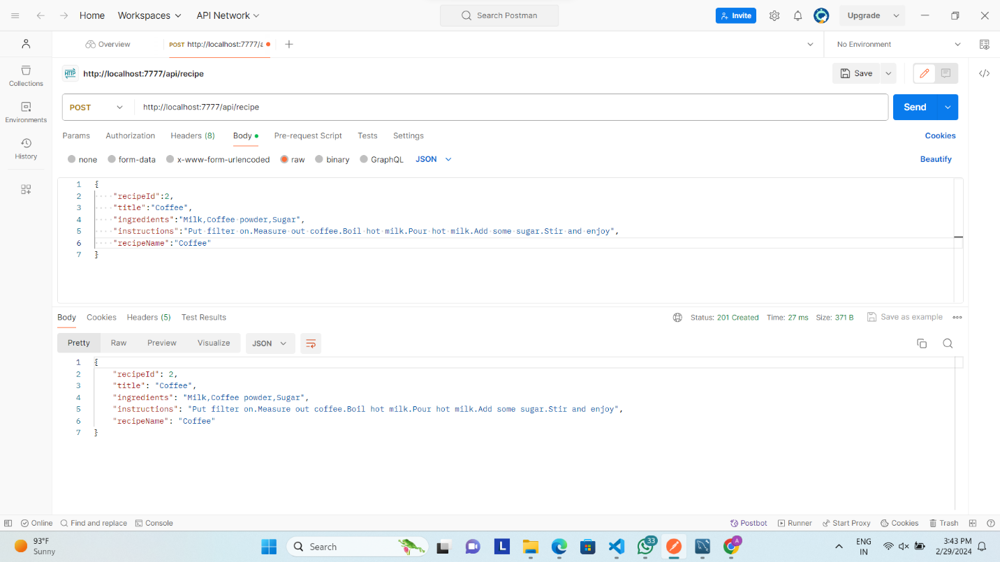 Home Workspaces API Network Search Postman Invite Upgrade
Overview POST http://localhost:7777/a No Environment
HTTP http://localhost:7777/api/recipe Save
Collections
Environments
History
POST http://localhost:7777/api/recipe Send
Params Authorization Headers (8) Body Pre-request Script Tests Settings Cookies
none form-data x-www-form-urlencoded raw binary GraphQL JSON Beautify
1 {
2 "recipeId":2,
3 "title":"Coffee",
4 "ingredients":"Milk,Coffee powder,Sugar",
5 "instructions":"Put filter on.Measure out coffee.Boil hot milk.Pour hot milk.Add some sugar.Stir and enjoy",
6 "recipeName":"Coffee"
7 }
Body Cookies Headers (5) Test Results Status: 201 Created Time: 27 ms Size: 371 B Save as example
Pretty Raw Preview Visualize JSON
1 {
2 "recipeId": 2,
3 "title": "Coffee",
4 "ingredients": "Milk,Coffee powder,Sugar",
5 "instructions": "Put filter on.Measure out coffee.Boil hot milk.Pour hot milk.Add some sugar.Stir and enjoy",
6 "recipeName": "Coffee"
7 }
Online Find and replace Console Postbot Runner Start Proxy Cookies Trash
93°F
Sunny
Search
L
33
A
ENG
IN
3:43 PM
2/29/2024